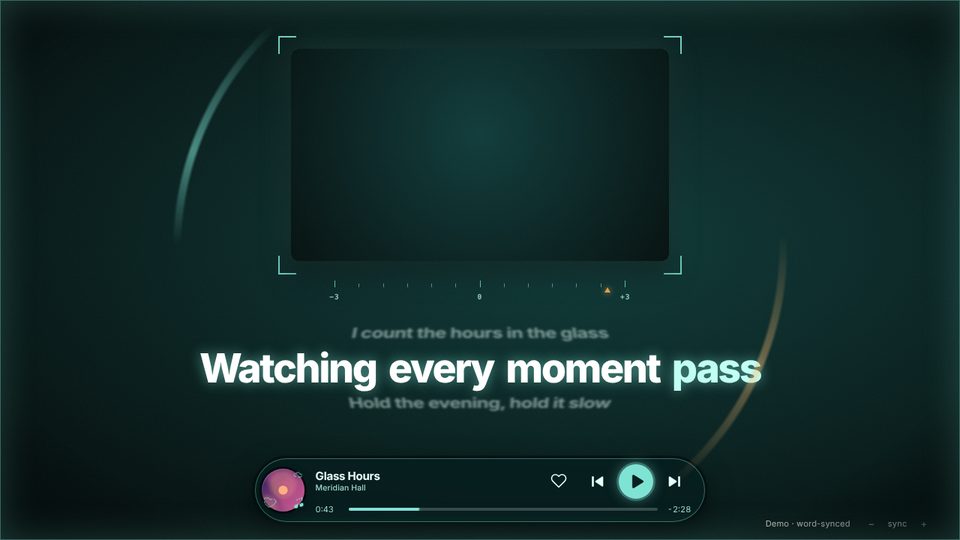 −3 0 +3
I count the hours in the glass
Watching every moment pass
Hold the evening, hold it slow
Glass Hours
Meridian Hall
0:43 -2:28
Demo · word-synced − sync +